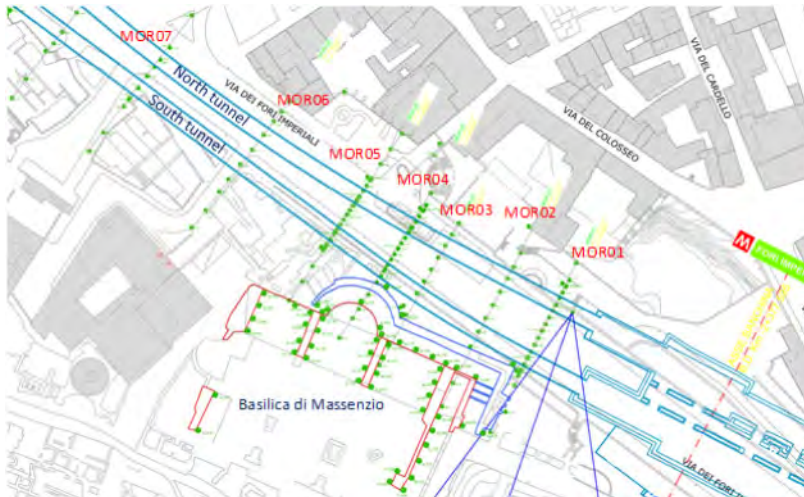 MOR07
North tunnel
South tunnel
VIA DEI FORI IMPERIALI
MOR06
MOR05
MOR04
MOR03
MOR02
MOR01
VIA DEL COLOSSEO
VIA DEL CARDELLO
M
FORI IMPE
Basilica di Massenzio
VIA DEI FORI